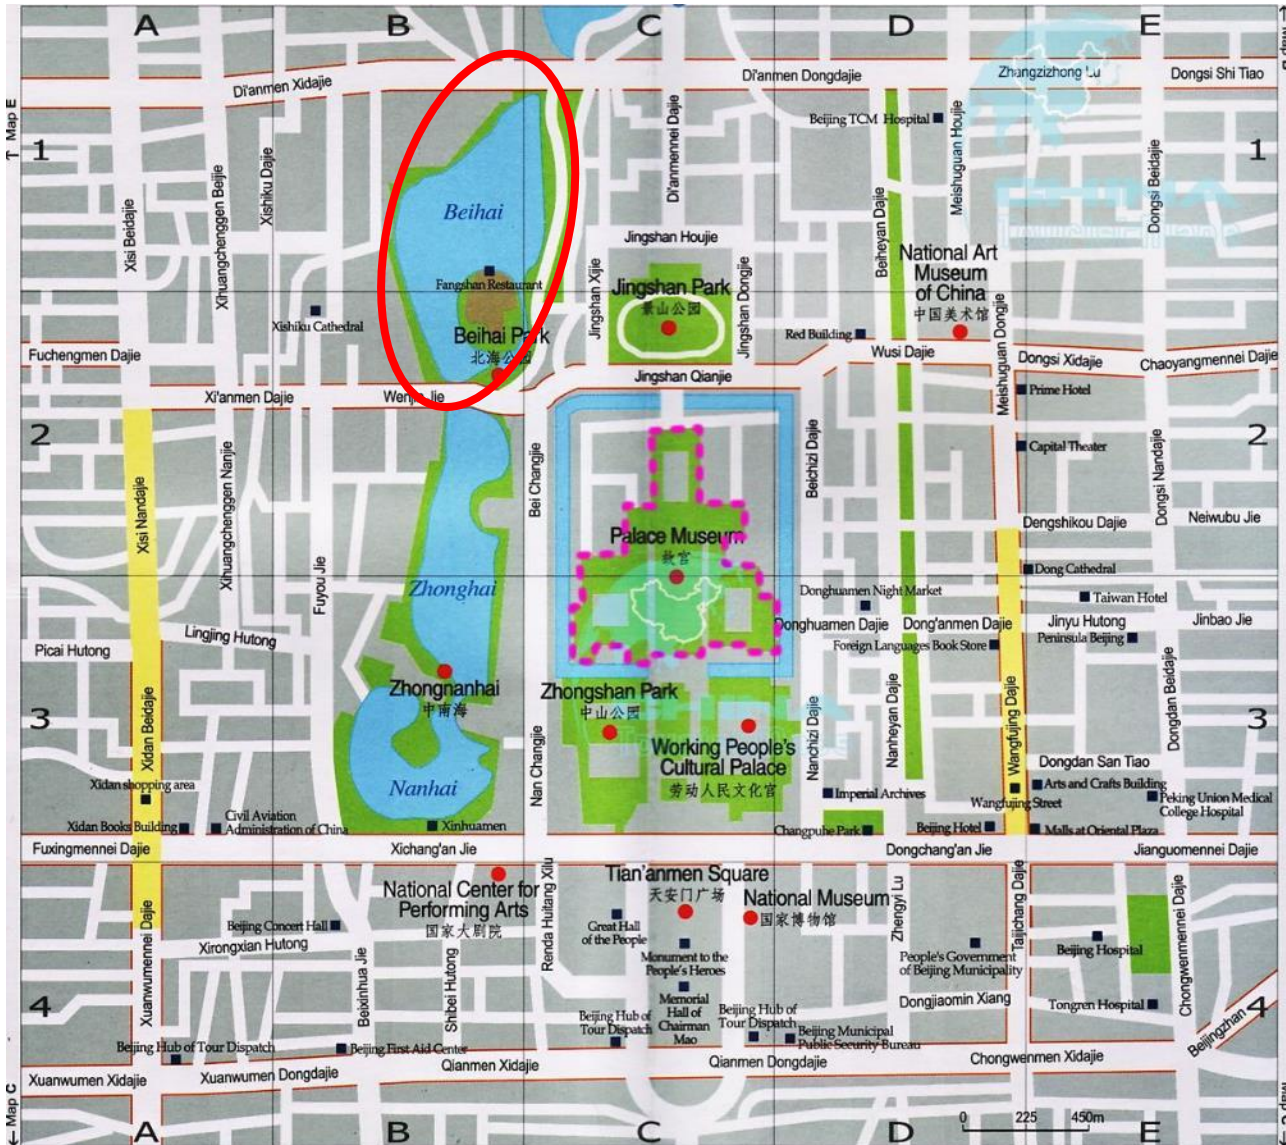 A
B
C
D
E
↑ Map E
Map D
Di'anmen Xidajie
Di'anmen Dongdajie
Zhangzizhong Lu
Dongsi Shi Tiao
1
Xisi Beidajie
Xihuangchenggen Beijie
Xishiku Dajie
Beihai
Di'anmennei Dajie
Beijing TCM Hospital
Beiheyan Dajie
Meishuguan Houjie
Dongsi Beidajie
1
CHINA
Jingshan Houjie
Fangshan Restaurant
Jingshan Xijie
Jingshan Park
景山公园
Jingshan Dongjie
National Art
Museum
of China
中国美术馆
Xishiku Cathedral
Beihai Park
北海公园
Red Building
Meishuguan Dongjie
Fuchengmen Dajie
Wusi Dajie
Dongsi Xidajie
Chaoyangmennei Dajie
Jingshan Qianjie
Xi'anmen Dajie
Wenjin Jie
Prime Hotel
2
Capital Theater
2
Xisi Nandajie
Xihuangchenggen Nanjie
Fuyou Jie
Bei Changjie
Beichizi Dajie
Dongsi Nandajie
Palace Museum
故宫
Dengshikou Dajie
Neiwubu Jie
Zhonghai
Dong Cathedral
Donghuamen Night Market
Taiwan Hotel
Lingjing Hutong
Donghuamen Dajie
Dong'anmen Dajie
Jinyu Hutong
Jinbao Jie
Picai Hutong
Foreign Languages Book Store
Peninsula Beijing
Zhongnanhai
中南海
Zhongshan Park
中山公园
3
Xidan Beidajie
Nan Changjie
Working People's
Cultural Palace
劳动人民文化宫
Nanchizi Dajie
Nanheyan Dajie
Wangfujing Dajie
Dongdan Beidajie
3
Dongdan San Tiao
Xidan shopping area
Nanhai
Imperial Archives
Wangfujing Street
Arts and Crafts Building
Peking Union Medical
College Hospital
Xidan Books Building
Civil Aviation
Administration of China
Xinhuamen
Changpuhe Park
Beijing Hotel
Malls at Oriental Plaza
Fuxingmennei Dajie
Xichang'an Jie
Dongchang'an Jie
Jianguomennei Dajie
National Center for
Performing Arts
国家大剧院
Tian'anmen Square
天安门广场
National Museum
国家博物馆
Xuanwumennei Dajie
Beijing Concert Hall
Xirongxian Hutong
Beixinhua Jie
Shibei Hutong
Renda Huitang Xilu
Great Hall
of the People
Monument to the
People's Heroes
Zhengyi Lu
People's Government
of Beijing Municipality
Taijichang Dajie
Beijing Hospital
Chongwenmennei Dajie
4
Memorial
Hall of
Chairman
Mao
Dongjiaomin Xiang
Tongren Hospital
4
Beijing Hub of Tour Dispatch
Beijing First Aid Center
Beijing Hub of
Tour Dispatch
Beijing Hub of
Tour Dispatch
Beijing Municipal
Public Security Bureau
Beijingzhan
Xuanwumen Xidajie
Xuanwumen Dongdajie
Qianmen Xidajie
Qianmen Dongdajie
Chongwenmen Xidajie
← Map C
0 225 450m
A
B
C
D
E